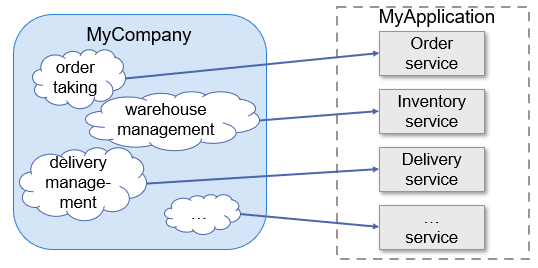 MyCompany
order
taking
warehouse
management
delivery
manage-
ment
...
MyApplication
Order
service
Inventory
service
Delivery
service
...
service